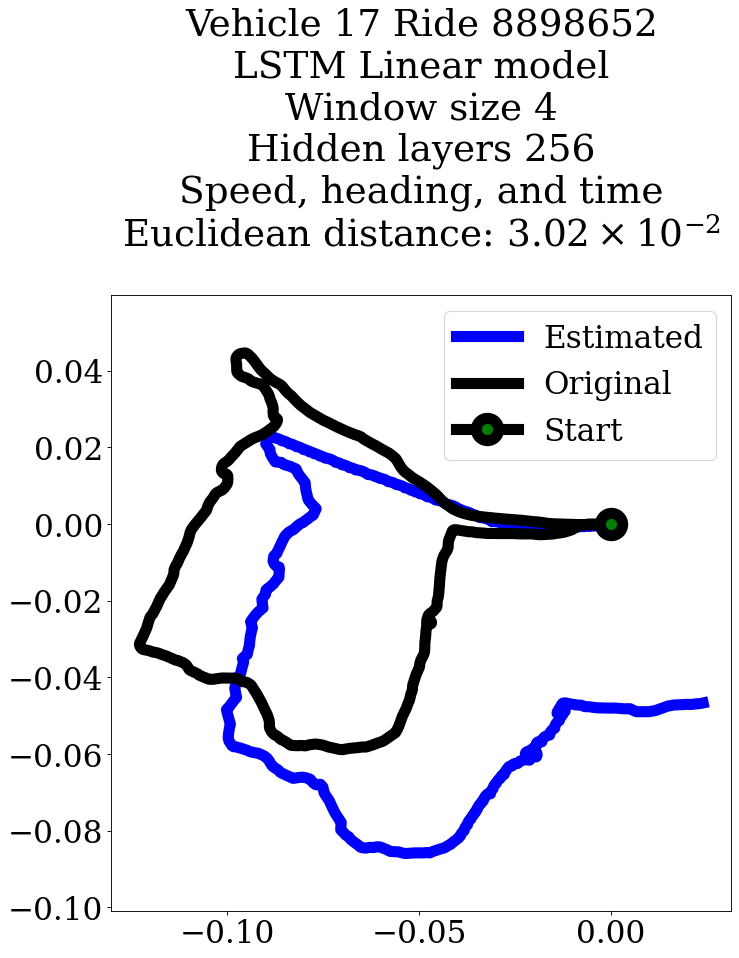 Vehicle 17 Ride 8898652
LSTM Linear model
Window size 4
Hidden layers 256
Speed, heading, and time
Euclidean distance: 3.02 × 10⁻²
Estimated
Original
Start
0.04
0.02
0.00
−0.02
−0.04
−0.06
−0.08
−0.10
−0.10 −0.05 0.00